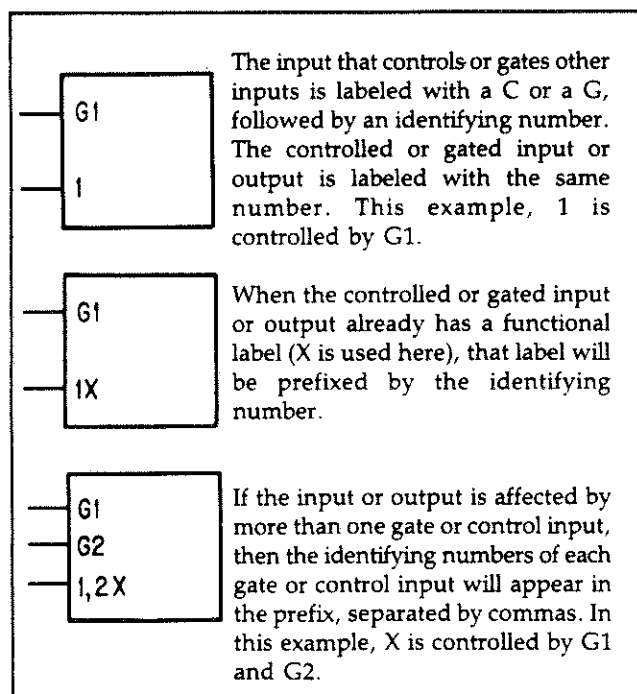 G1
1
The input that controls or gates other
inputs is labeled with a C or a G,
followed by an identifying number.
The controlled or gated input or
output is labeled with the same
number. This example, 1 is
controlled by G1.
G1
1X
When the controlled or gated input
or output already has a functional
label (X is used here), that label will
be prefixed by the identifying
number.
G1
G2
1,2X
If the input or output is affected by
more than one gate or control input,
then the identifying numbers of each
gate or control input will appear in
the prefix, separated by commas. In
this example, X is controlled by G1
and G2.